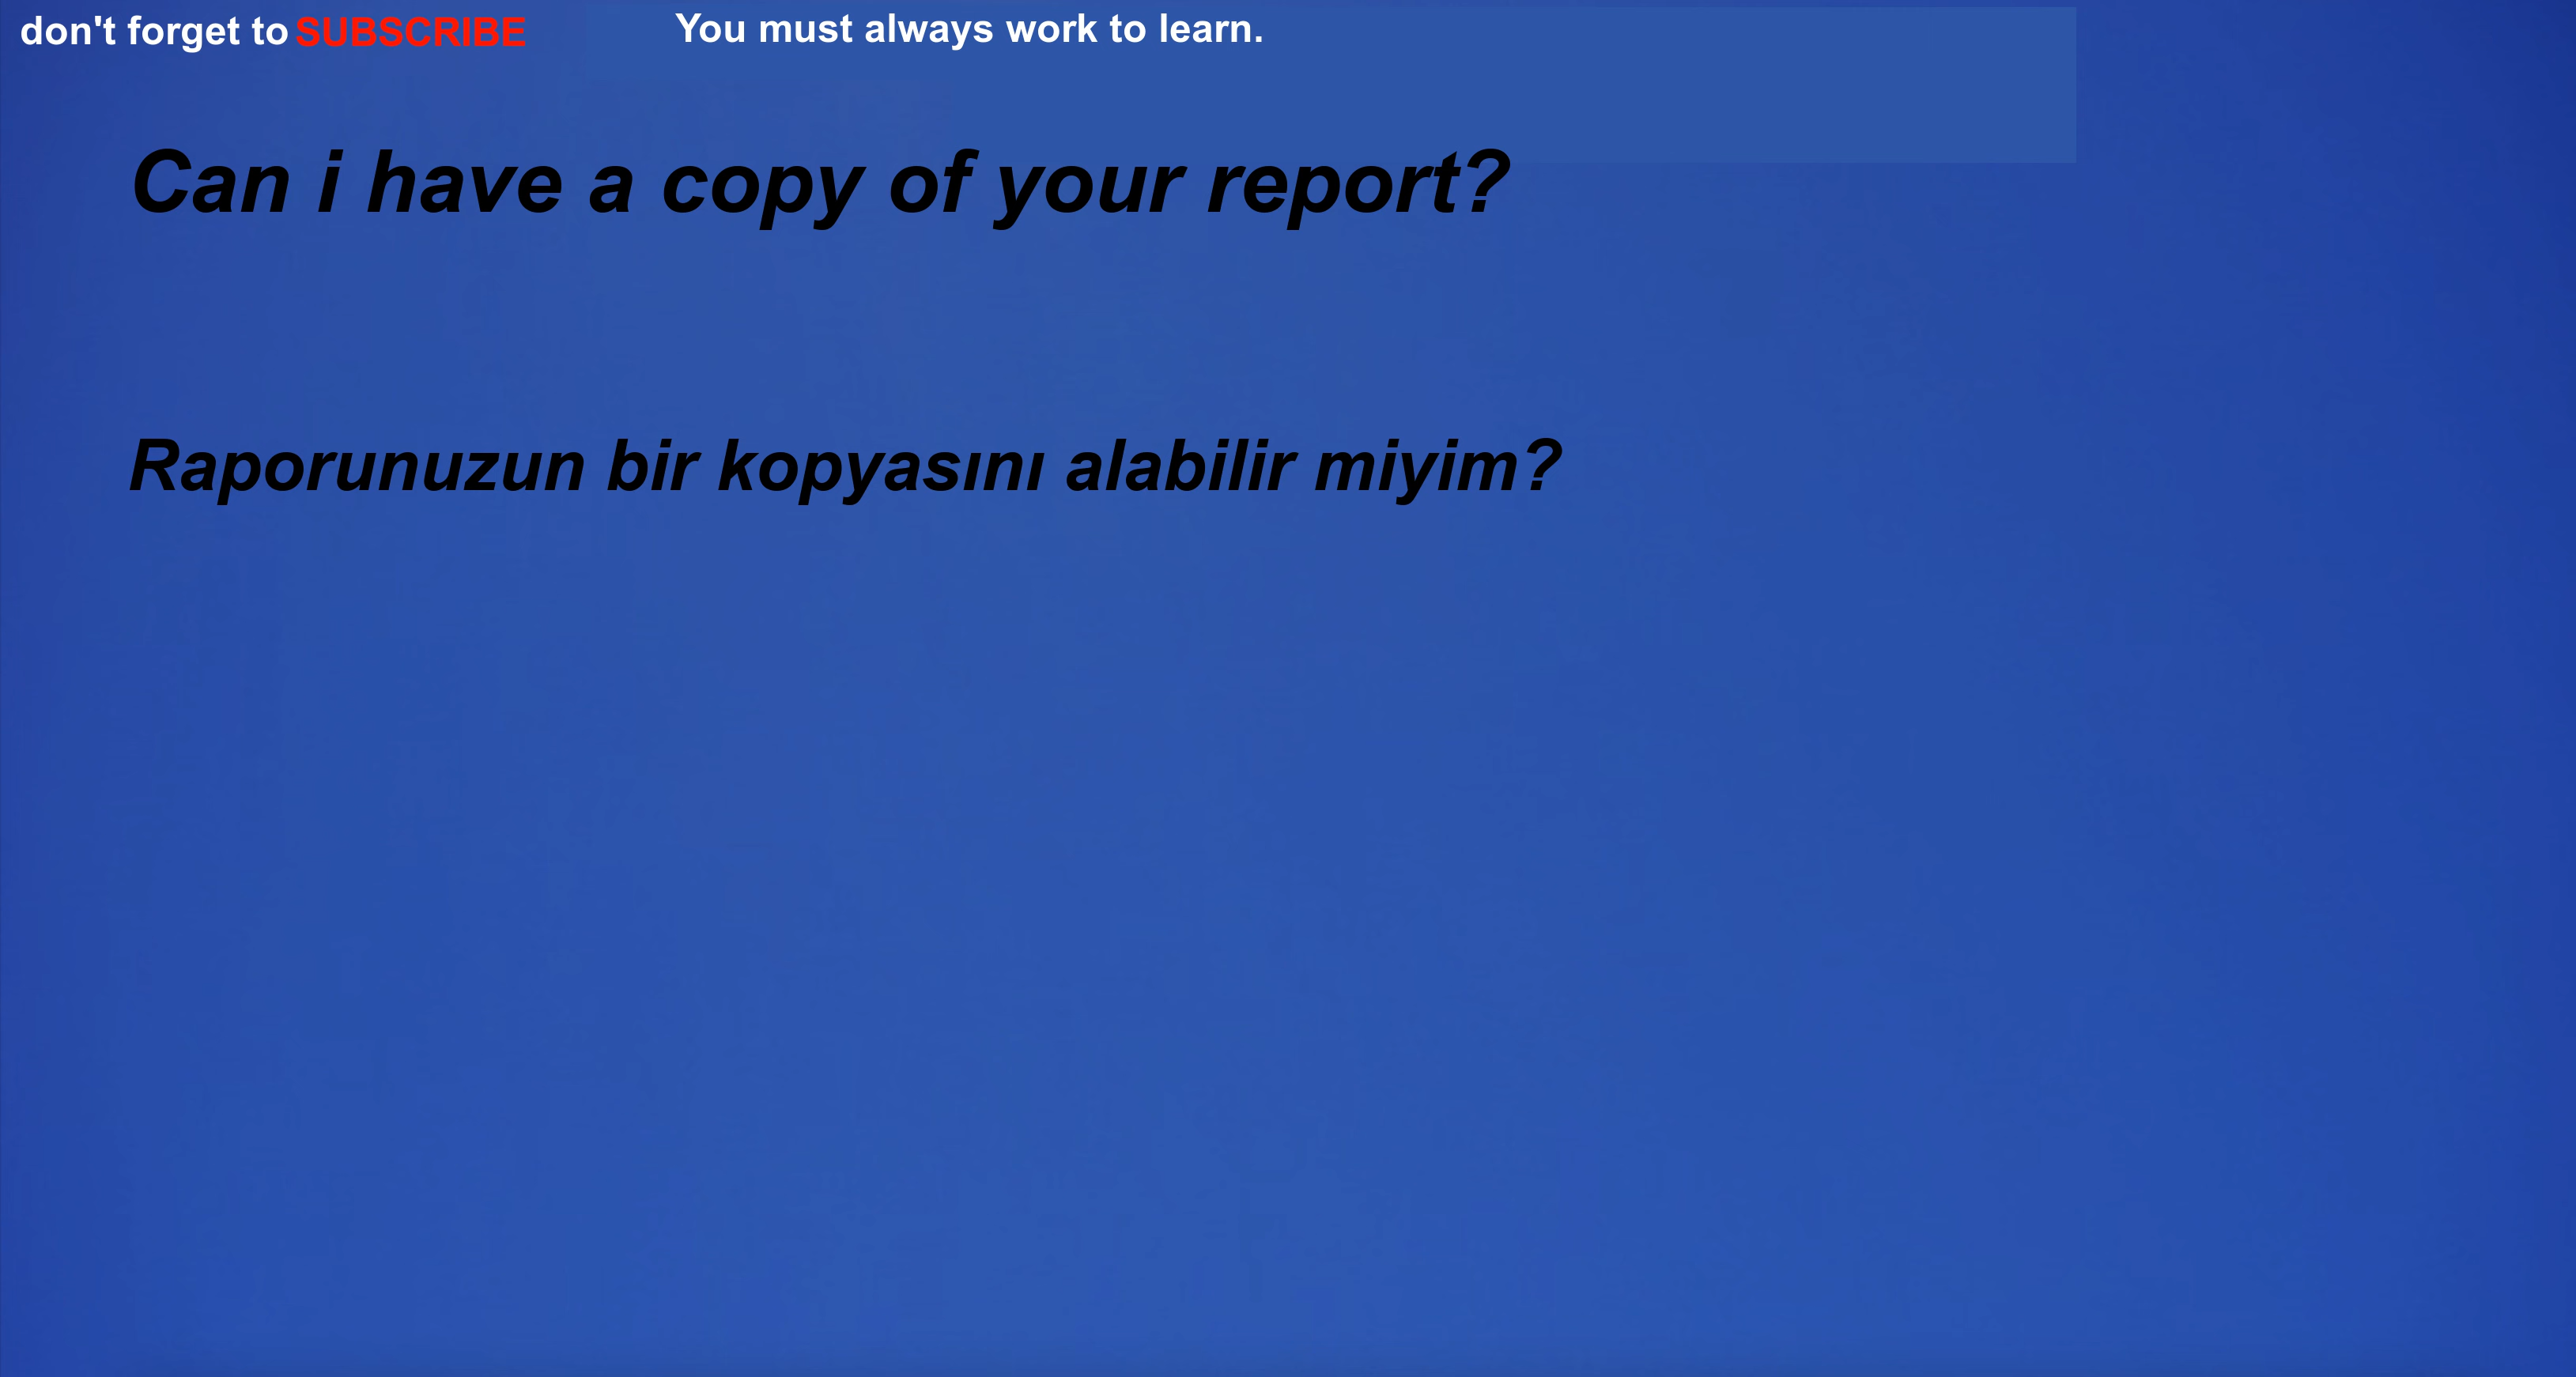 don't forget to SUBSCRIBE
You must always work to learn.
Can i have a copy of your report?
Raporunuzun bir kopyasını alabilir miyim?